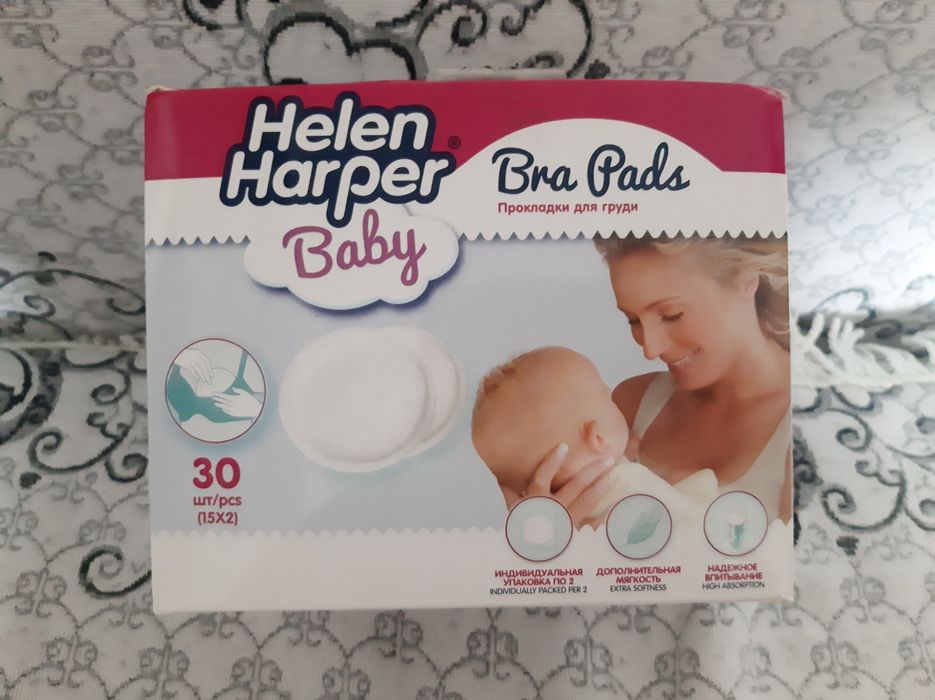 Helen
Harper®
Baby
Bra Pads
Прокладки для груди
30
шт/pcs
(15X2)
ИНДИВИДУАЛЬНАЯ
УПАКОВКА ПО 2
INDIVIDUALLY PACKED PER 2
ДОПОЛНИТЕЛЬНАЯ
МЯГКОСТЬ
EXTRA SOFTNESS
НАДЕЖНОЕ
ВПИТЫВАНИЕ
HIGH ABSORPTION